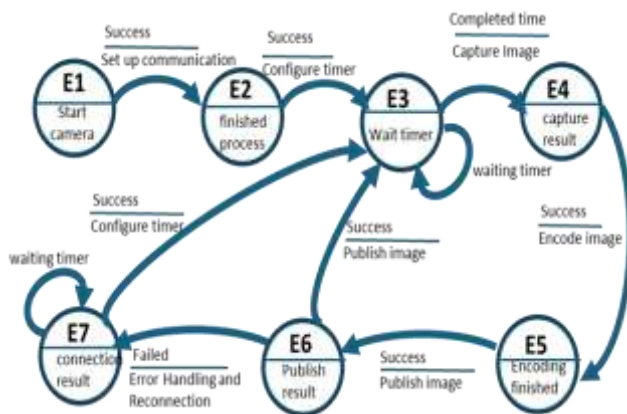 Success
Set up communication
Success
Configure timer
Completed time
Capture Image
E1
Start
camera
E2
finished
process
E3
Wait timer
E4
capture
result
waiting timer
Success
Configure timer
Success
Publish image
Success
Encode image
waiting timer
E7
connection
result
Failed
Error Handling and
Reconnection
E6
Publish
result
Success
Publish image
E5
Encoding
finished